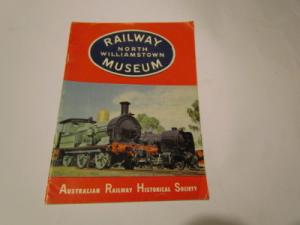 RAILWAY
NORTH
WILLIAMSTOWN
MUSEUM
AUSTRALIAN RAILWAY HISTORICAL SOCIETY